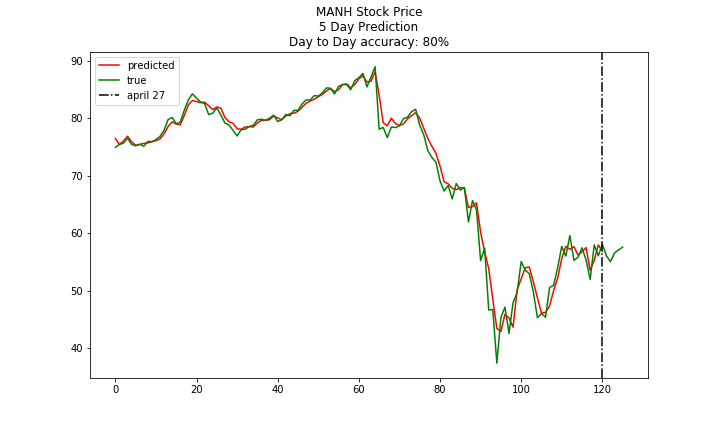 MANH Stock Price
5 Day Prediction
Day to Day accuracy: 80%
predicted
true
april 27
90
80
70
60
50
40
0
20
40
60
80
100
120